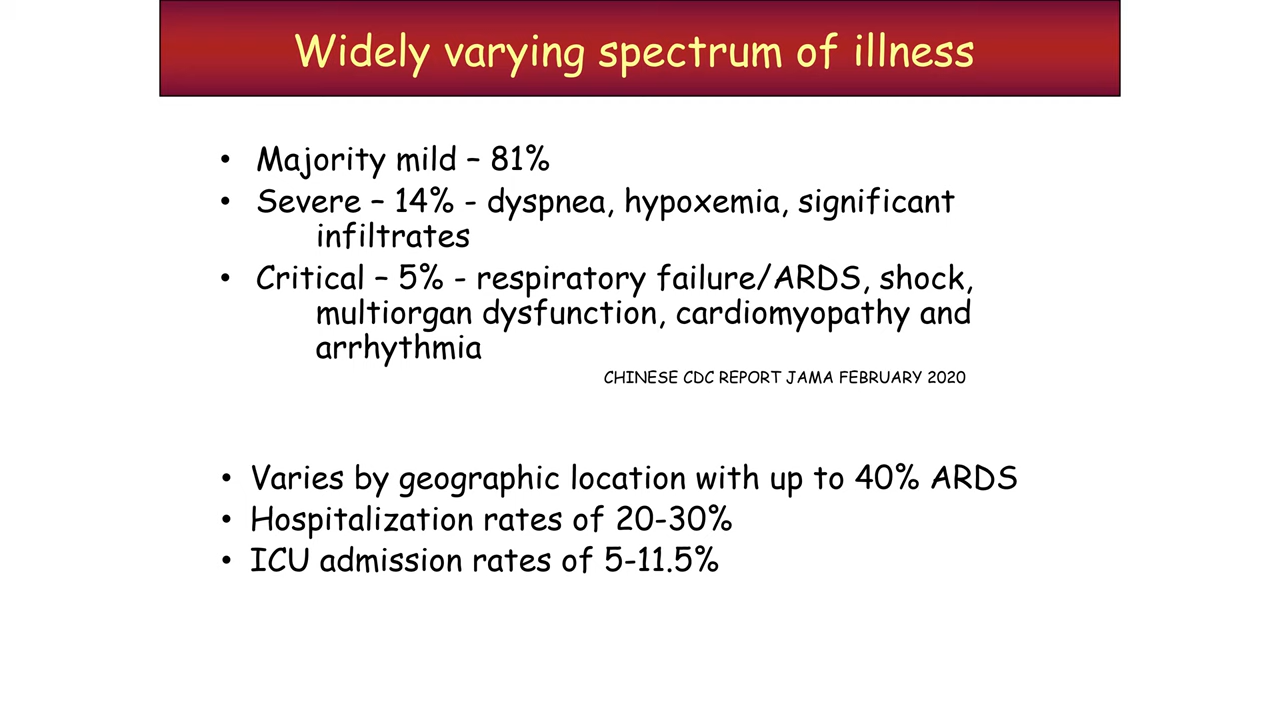 Widely varying spectrum of illness
• Majority mild – 81%
• Severe – 14% - dyspnea, hypoxemia, significant
infiltrates
• Critical – 5% - respiratory failure/ARDS, shock,
multiorgan dysfunction, cardiomyopathy and
arrhythmia
CHINESE CDC REPORT JAMA FEBRUARY 2020
• Varies by geographic location with up to 40% ARDS
• Hospitalization rates of 20-30%
• ICU admission rates of 5-11.5%